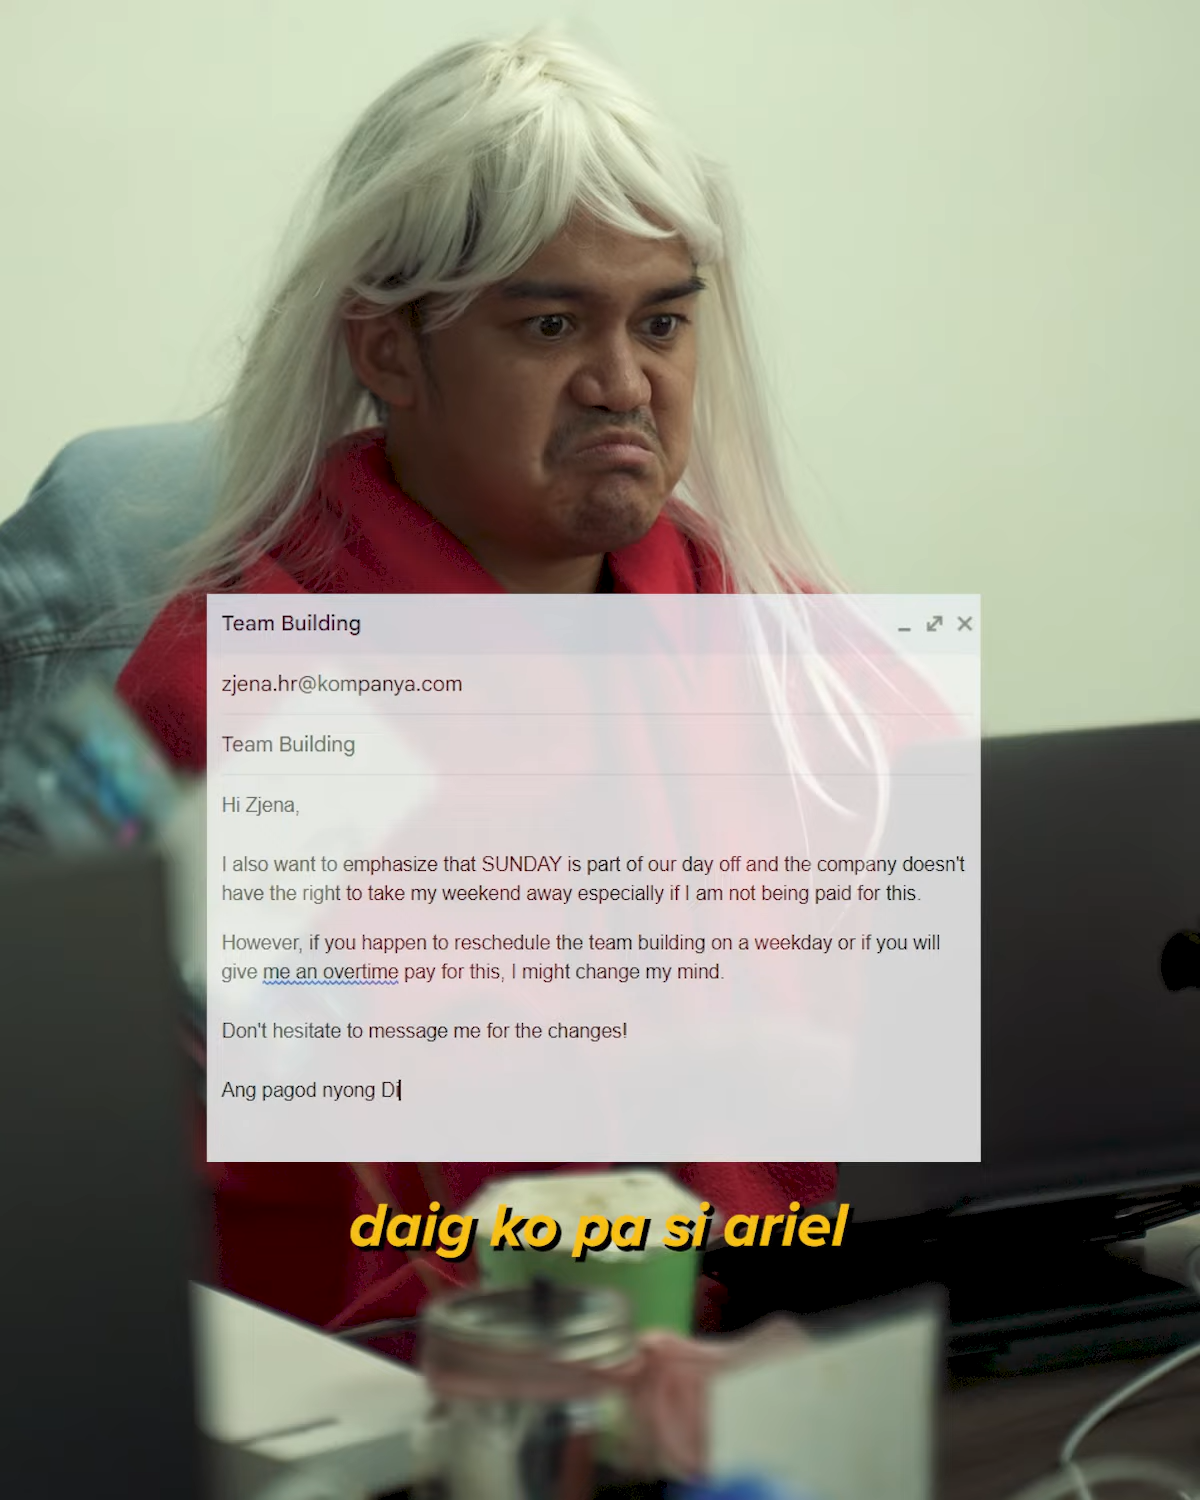 Team Building
zjena.hr@kompanya.com
Team Building
Hi Zjena,
I also want to emphasize that SUNDAY is part of our day off and the company doesn't
have the right to take my weekend away especially if I am not being paid for this.
However, if you happen to reschedule the team building on a weekday or if you will
give me an overtime pay for this, I might change my mind.
Don't hesitate to message me for the changes!
Ang pagod nyong Di
daig ko pa si ariel